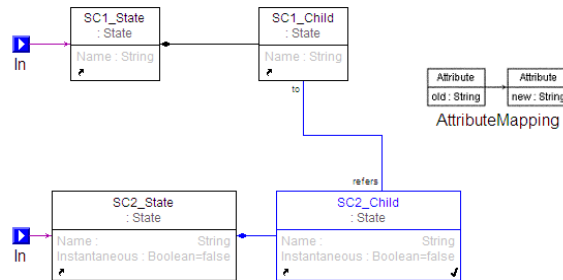 SC1_State
: State
Name : String
In
SC1_Child
: State
Name : String
to
Attribute
old : String
Attribute
new : String
AttributeMapping
refers
SC2_State
: State
Name : String
Instantaneous : Boolean=false
In
SC2_Child
: State
Name : String
Instantaneous : Boolean=false